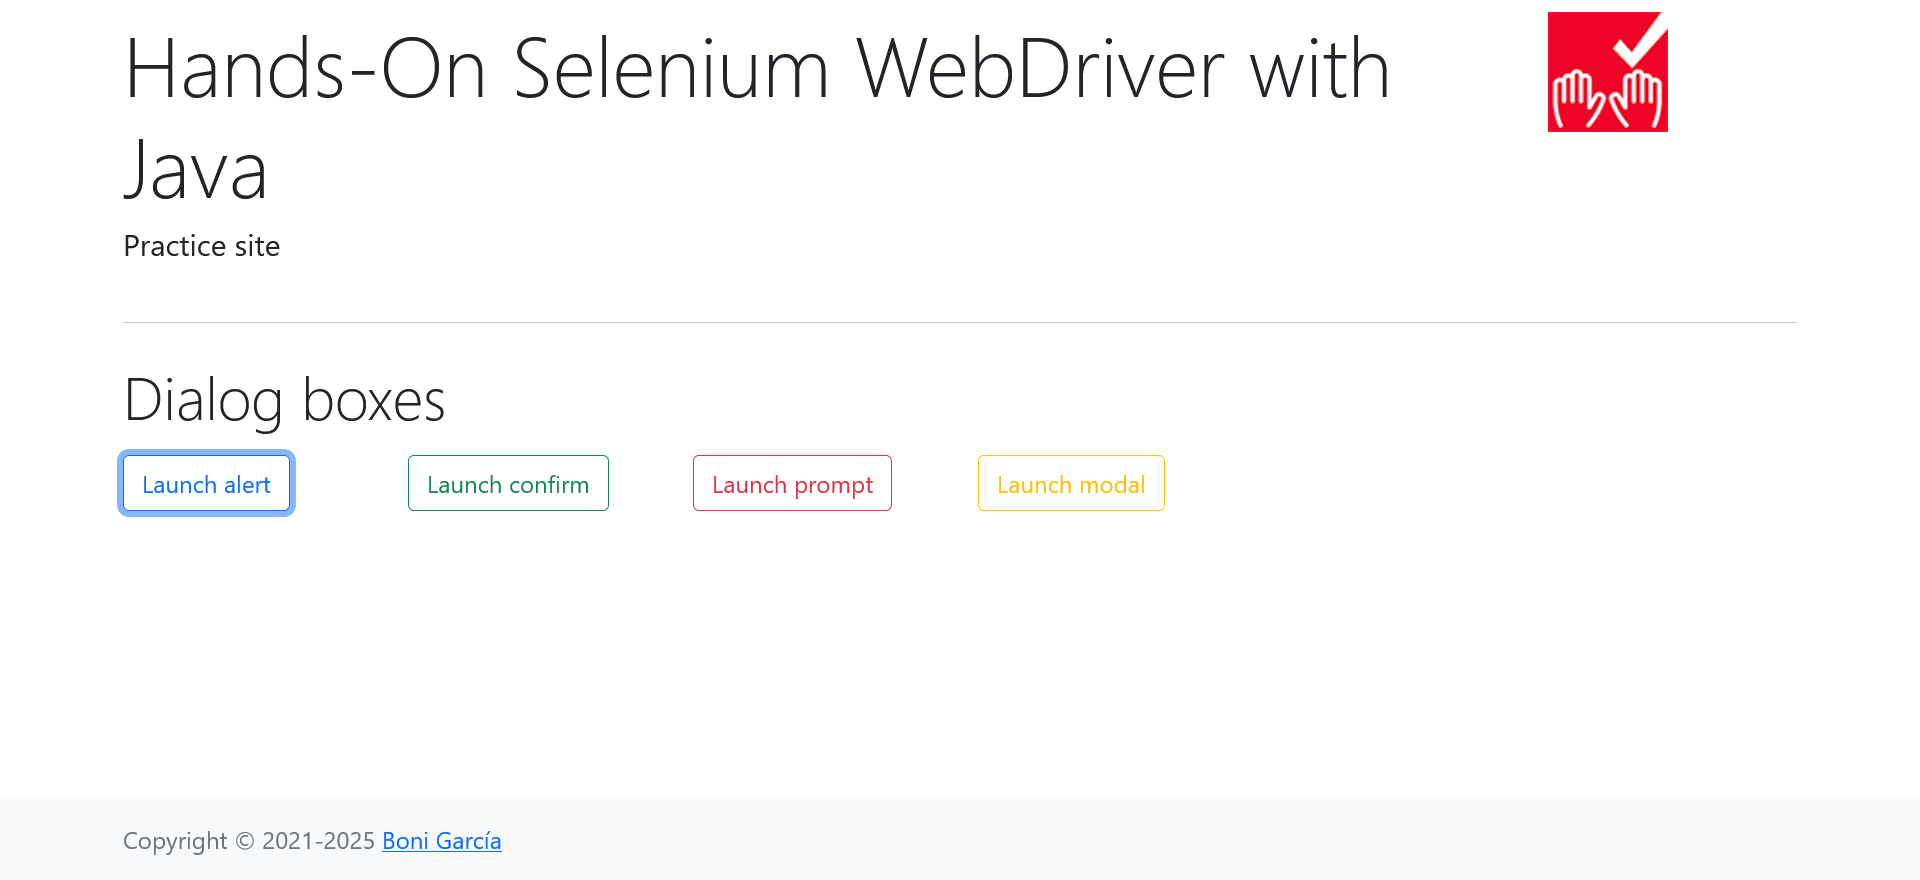 Hands-On Selenium WebDriver with
Java
Practice site
Dialog boxes
Launch alert
Launch confirm
Launch prompt
Launch modal
Copyright © 2021-2025 Boni García